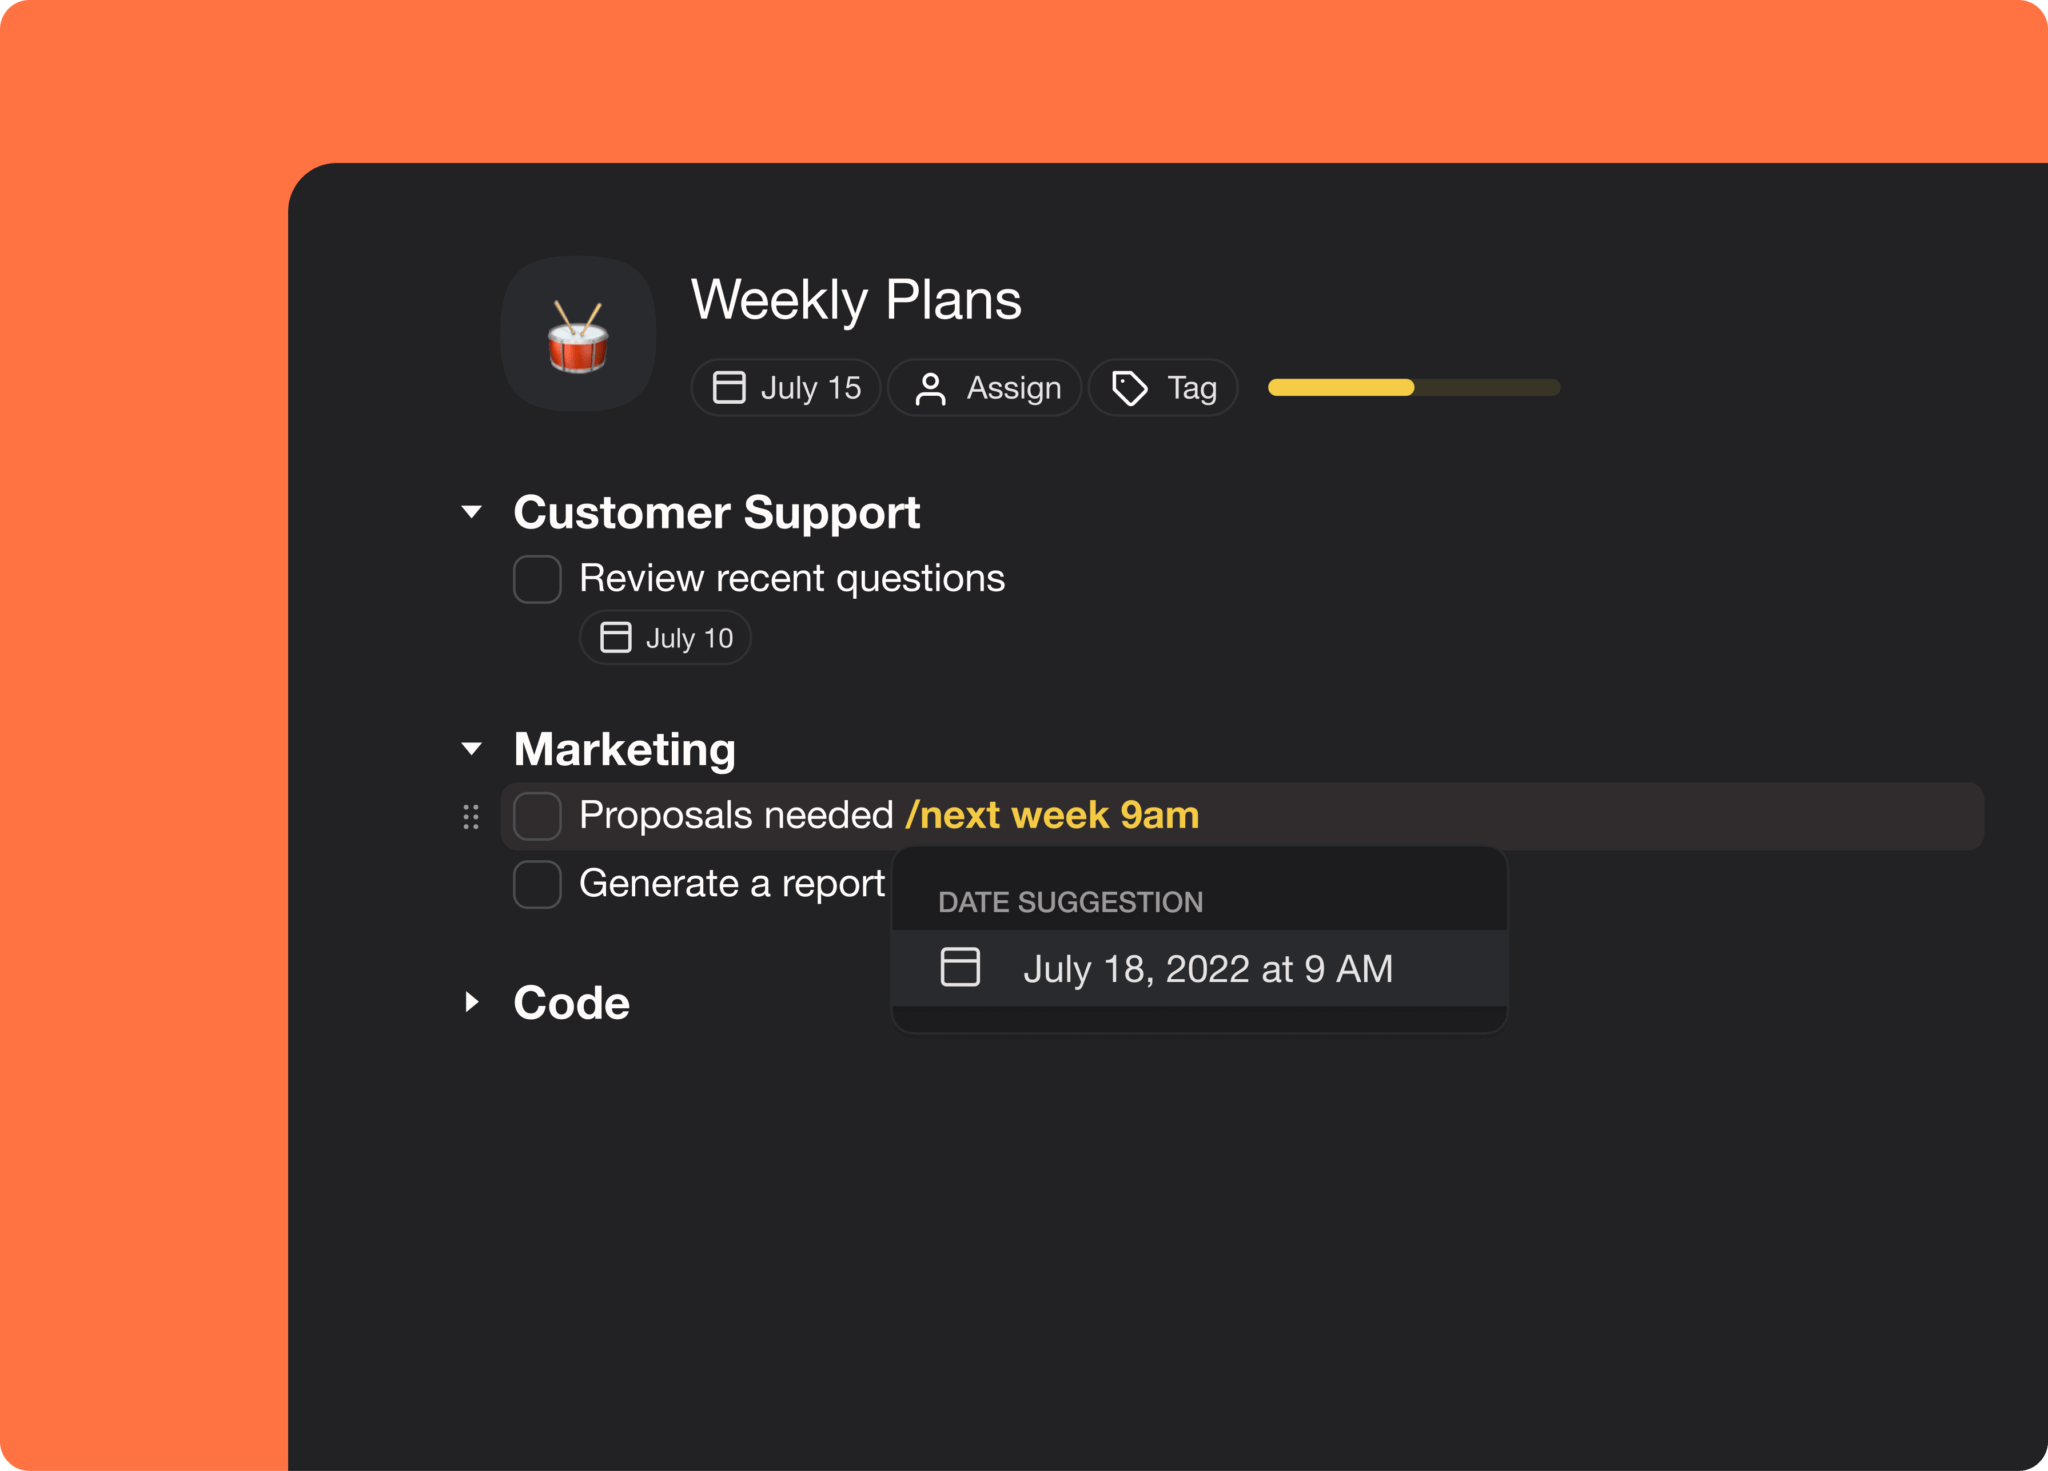 Weekly Plans
July 15 Assign Tag
Customer Support
Review recent questions
July 10
Marketing
Proposals needed /next week 9am
Generate a report
DATE SUGGESTION
July 18, 2022 at 9 AM
Code